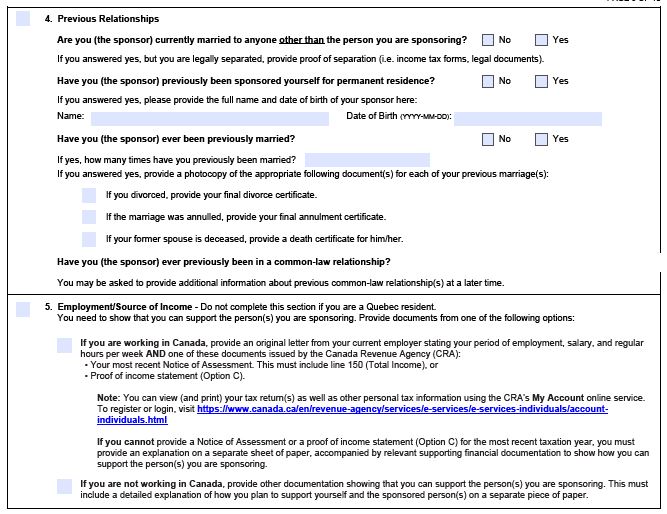 4. Previous Relationships
Are you (the sponsor) currently married to anyone other than the person you are sponsoring? No Yes
If you answered yes, but you are legally separated, provide proof of separation (i.e. income tax forms, legal documents).
Have you (the sponsor) previously been sponsored yourself for permanent residence? No Yes
If you answered yes, please provide the full name and date of birth of your sponsor here:
Name: Date of Birth (YYYY-MM-DD):
Have you (the sponsor) ever been previously married? No Yes
If yes, how many times have you previously been married?
If you answered yes, provide a photocopy of the appropriate following document(s) for each of your previous marriage(s):
If you divorced, provide your final divorce certificate.
If the marriage was annulled, provide your final annulment certificate.
If your former spouse is deceased, provide a death certificate for him/her.
Have you (the sponsor) ever previously been in a common-law relationship?
You may be asked to provide additional information about previous common-law relationship(s) at a later time.
5. Employment/Source of Income - Do not complete this section if you are a Quebec resident.
You need to show that you can support the person(s) you are sponsoring. Provide documents from one of the following options:
If you are working in Canada, provide an original letter from your current employer stating your period of employment, salary, and regular
hours per week AND one of these documents issued by the Canada Revenue Agency (CRA):
• Your most recent Notice of Assessment. This must include line 150 (Total Income), or
• Proof of income statement (Option C).
Note: You can view (and print) your tax return(s) as well as other personal tax information using the CRA's My Account online service.
To register or login, visit https://www.canada.ca/en/revenue-agency/services/e-services/e-services-individuals/account-
individuals.html
If you cannot provide a Notice of Assessment or a proof of income statement (Option C) for the most recent taxation year, you must
provide an explanation on a separate sheet of paper, accompanied by relevant supporting financial documentation to show how you can
support the person(s) you are sponsoring.
If you are not working in Canada, provide other documentation showing that you can support the person(s) you are sponsoring. This must
include a detailed explanation of how you plan to support yourself and the sponsored person(s) on a separate piece of paper.